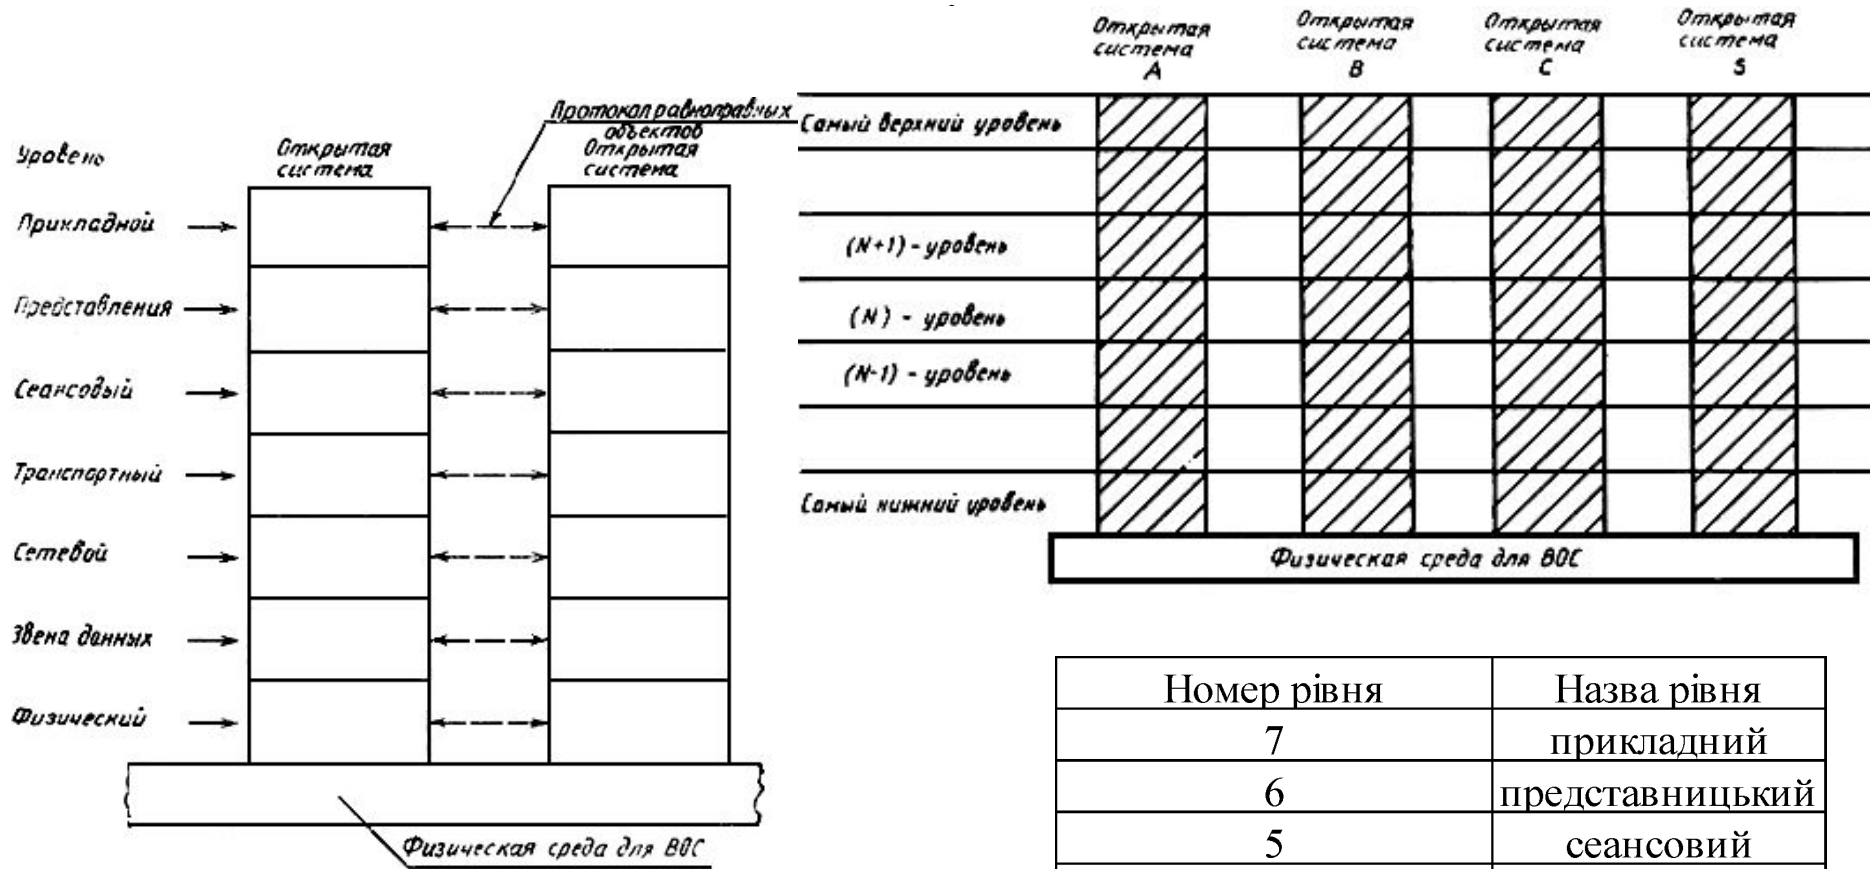 Протокол равноправных
объектов
Уровень
Открытая
система
Открытая
система
Прикладной
Представления
Сеансовый
Транспортный
Сетевой
Звена данных
Физический
Физическая среда для ВОС
Открытая
система
A
Открытая
система
B
Открытая
система
C
Открытая
система
S
Самый верхний уровень
(N+1) - уровень
(N) - уровень
(N-1) - уровень
Самый нижний уровень
Физическая среда для ВОС
Номер рівня Назва рівня
7 прикладний
6 представницький
5 сеансовий